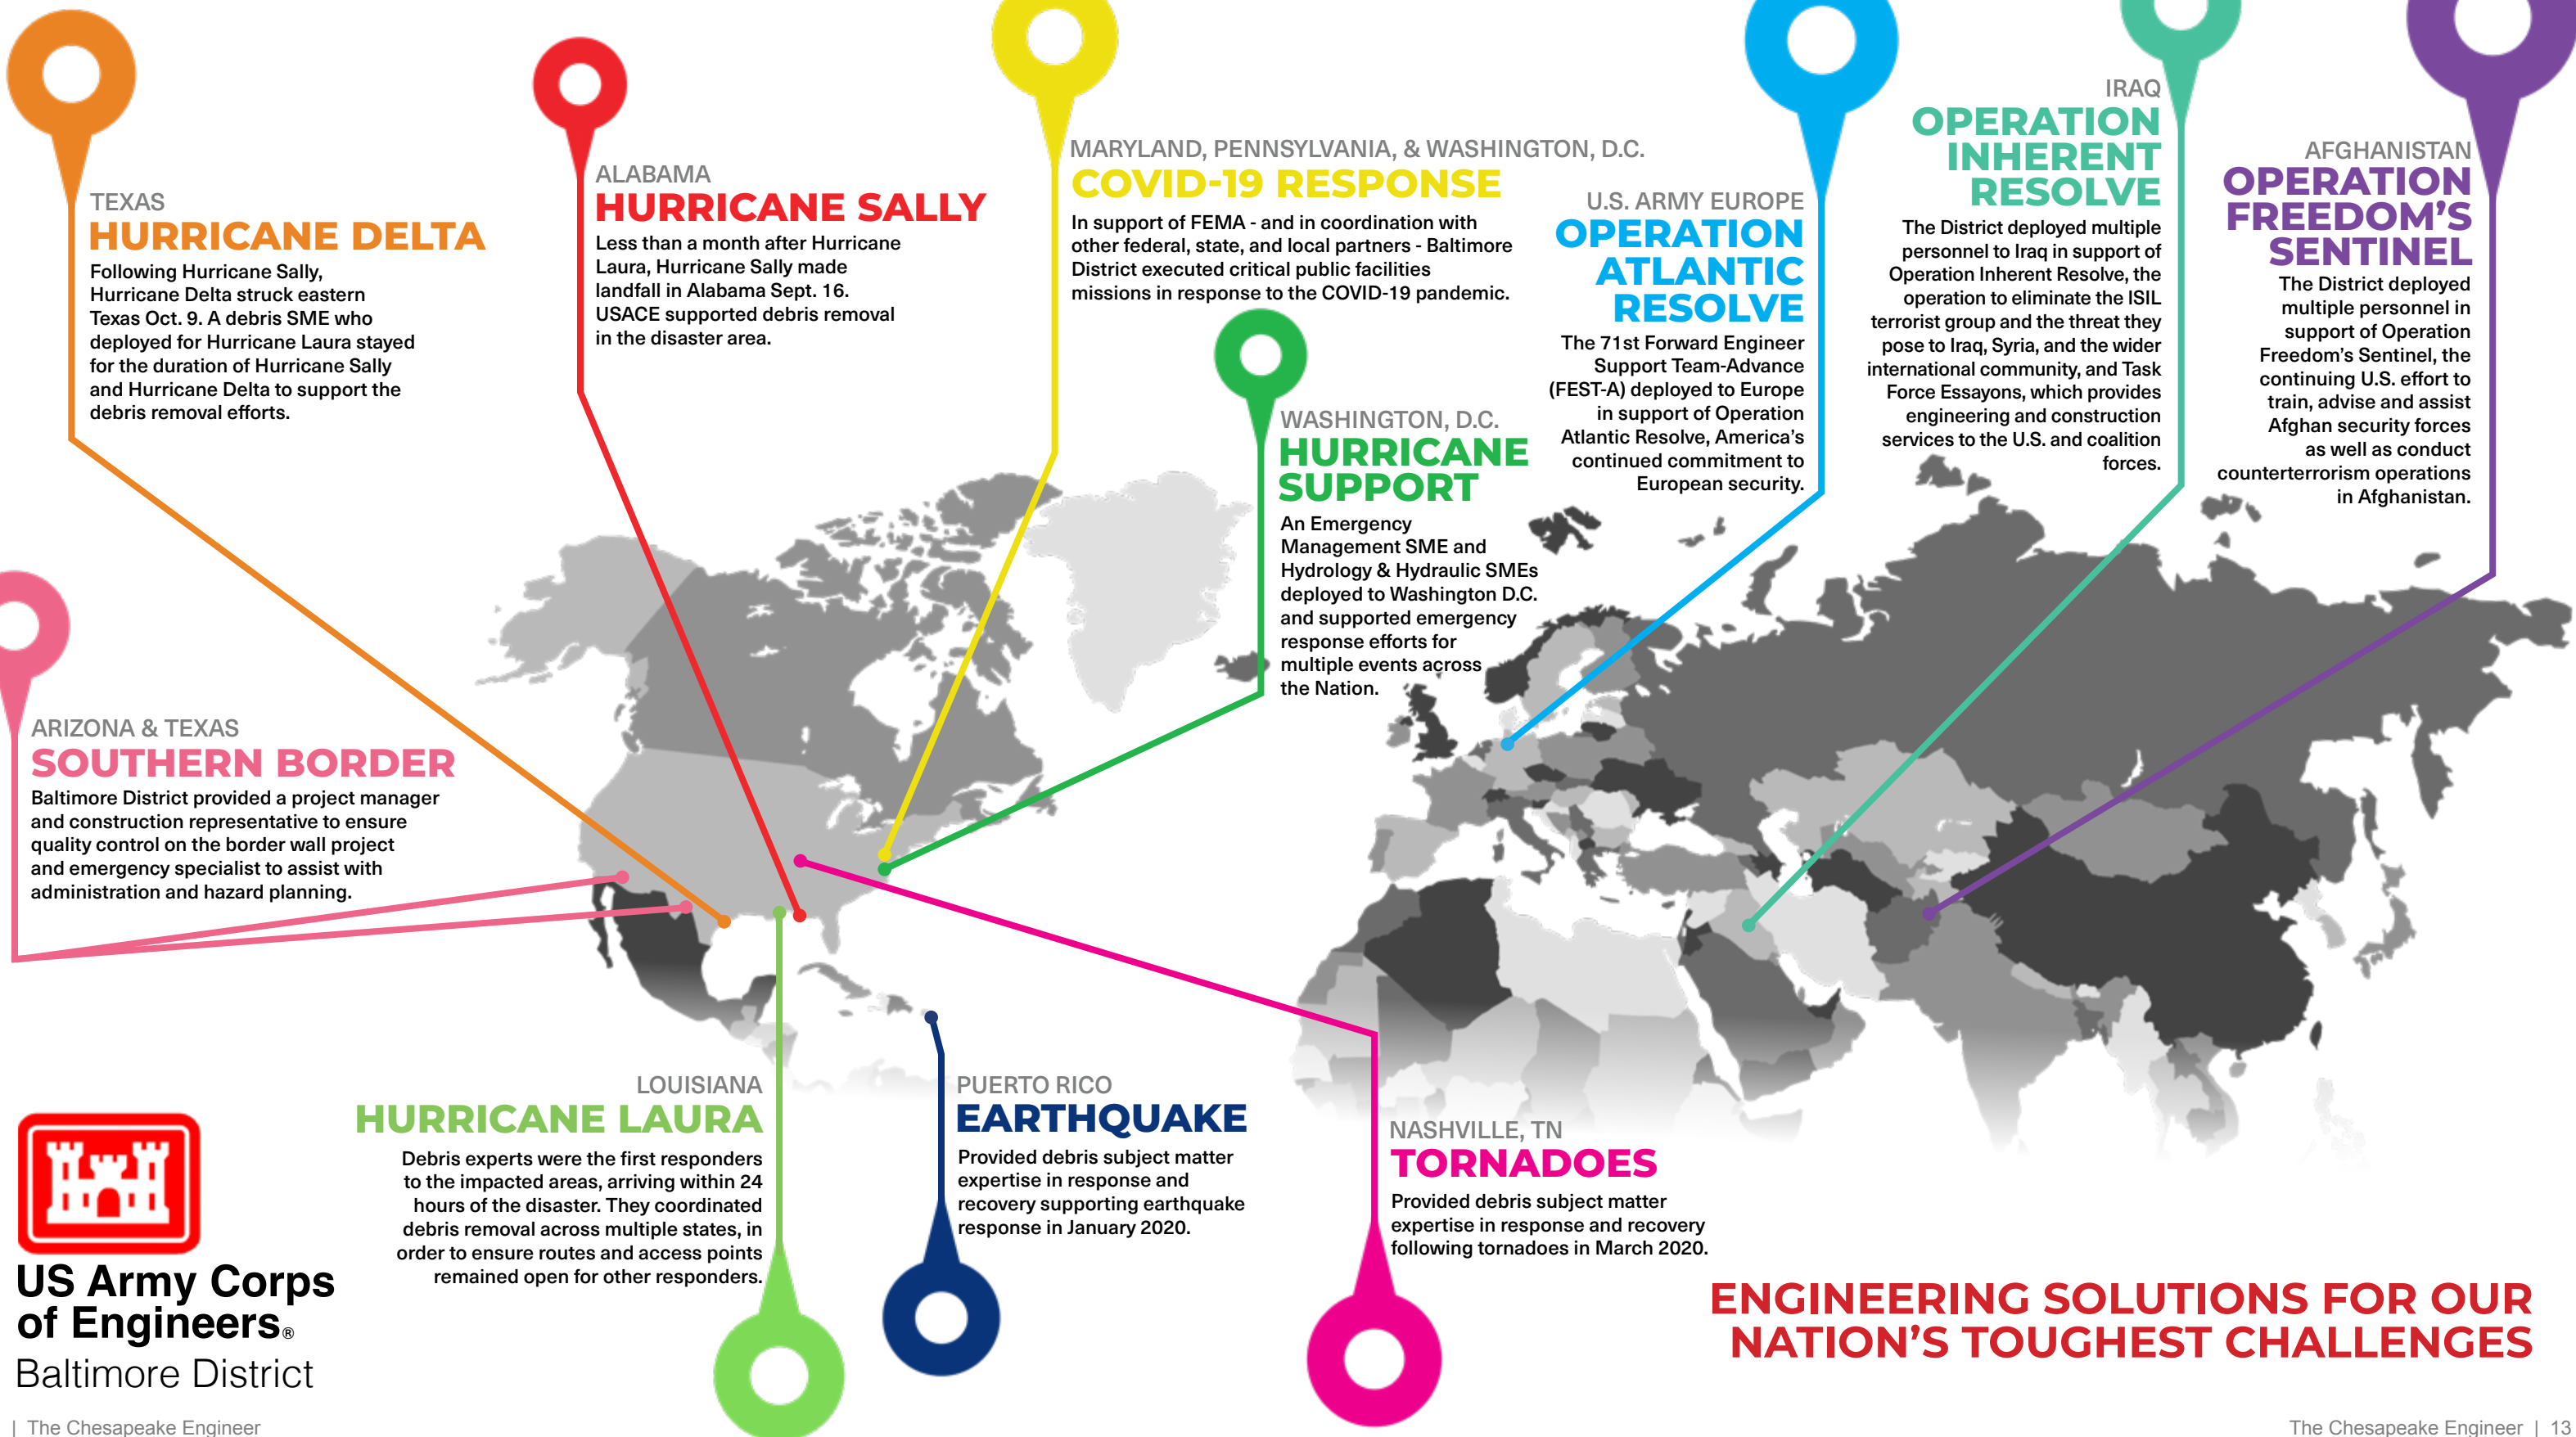 TEXAS
HURRICANE DELTA
Following Hurricane Sally,
Hurricane Delta struck eastern
Texas Oct. 9. A debris SME who
deployed for Hurricane Laura stayed
for the duration of Hurricane Sally
and Hurricane Delta to support the
debris removal efforts.
ALABAMA
HURRICANE SALLY
Less than a month after Hurricane
Laura, Hurricane Sally made
landfall in Alabama Sept. 16.
USACE supported debris removal
in the disaster area.
MARYLAND, PENNSYLVANIA, & WASHINGTON, D.C.
COVID-19 RESPONSE
In support of FEMA - and in coordination with
other federal, state, and local partners - Baltimore
District executed critical public facilities
missions in response to the COVID-19 pandemic.
WASHINGTON, D.C.
HURRICANE
SUPPORT
An Emergency
Management SME and
Hydrology & Hydraulic SMEs
deployed to Washington D.C.
and supported emergency
response efforts for
multiple events across
the Nation.
U.S. ARMY EUROPE
OPERATION
ATLANTIC
RESOLVE
The 71st Forward Engineer
Support Team-Advance
(FEST-A) deployed to Europe
in support of Operation
Atlantic Resolve, America's
continued commitment to
European security.
IRAQ
OPERATION
INHERENT
RESOLVE
The District deployed multiple
personnel to Iraq in support of
Operation Inherent Resolve, the
operation to eliminate the ISIL
terrorist group and the threat they
pose to Iraq, Syria, and the wider
international community, and Task
Force Essayons, which provides
engineering and construction
services to the U.S. and coalition
forces.
AFGHANISTAN
OPERATION
FREEDOM'S
SENTINEL
The District deployed
multiple personnel in
support of Operation
Freedom's Sentinel, the
continuing U.S. effort to
train, advise and assist
Afghan security forces
as well as conduct
counterterrorism operations
in Afghanistan.
ARIZONA & TEXAS
SOUTHERN BORDER
Baltimore District provided a project manager
and construction representative to ensure
quality control on the border wall project
and emergency specialist to assist with
administration and hazard planning.
LOUISIANA
HURRICANE LAURA
Debris experts were the first responders
to the impacted areas, arriving within 24
hours of the disaster. They coordinated
debris removal across multiple states, in
order to ensure routes and access points
remained open for other responders.
PUERTO RICO
EARTHQUAKE
Provided debris subject matter
expertise in response and
recovery supporting earthquake
response in January 2020.
NASHVILLE, TN
TORNADOES
Provided debris subject matter
expertise in response and recovery
following tornadoes in March 2020.
US Army Corps
of Engineers®
Baltimore District
ENGINEERING SOLUTIONS FOR OUR
NATION'S TOUGHEST CHALLENGES
| The Chesapeake Engineer
The Chesapeake Engineer | 13